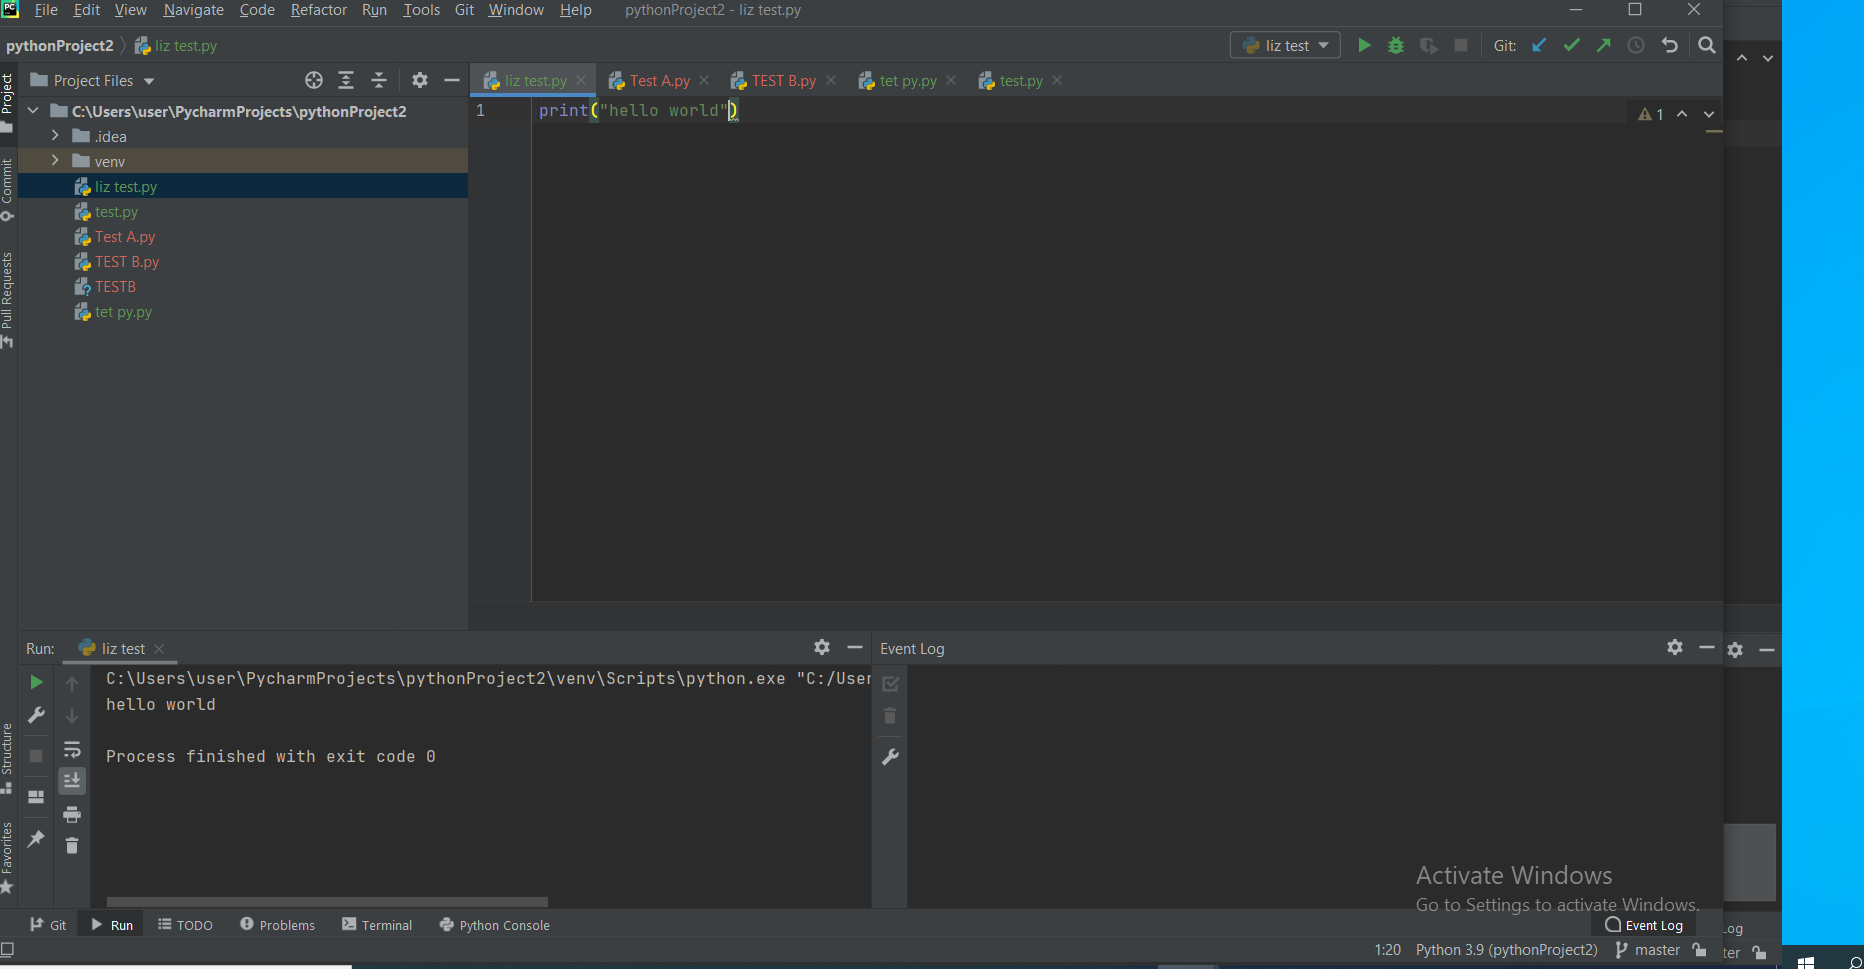 PC File Edit View Navigate Code Refactor Run Tools Git Window Help pythonProject2 - liz test.py
pythonProject2 liz test.py liz test Git:
Project
Project Files
liz test.py Test A.py TEST B.py tet py.py test.py
C:\Users\user\PycharmProjects\pythonProject2
1 print("hello world") 1
.idea
venv
Commit
liz test.py
test.py
Test A.py
TEST B.py
Pull Requests
TESTB
tet py.py
Run: liz test Event Log
C:\Users\user\PycharmProjects\pythonProject2\venv\Scripts\python.exe "C:/User
hello world
Process finished with exit code 0
Structure
Favorites
Activate Windows
Go to Settings to activate Windows.
Git Run TODO Problems Terminal Python Console Event Log
1:20 Python 3.9 (pythonProject2) master